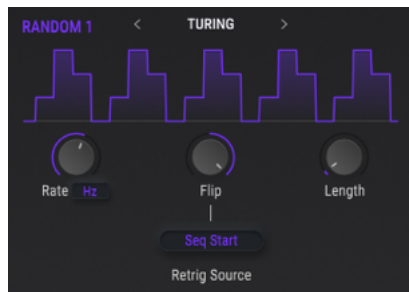 RANDOM 1 < TURING >
Rate Hz Flip Length
Seq Start
Retrig Source